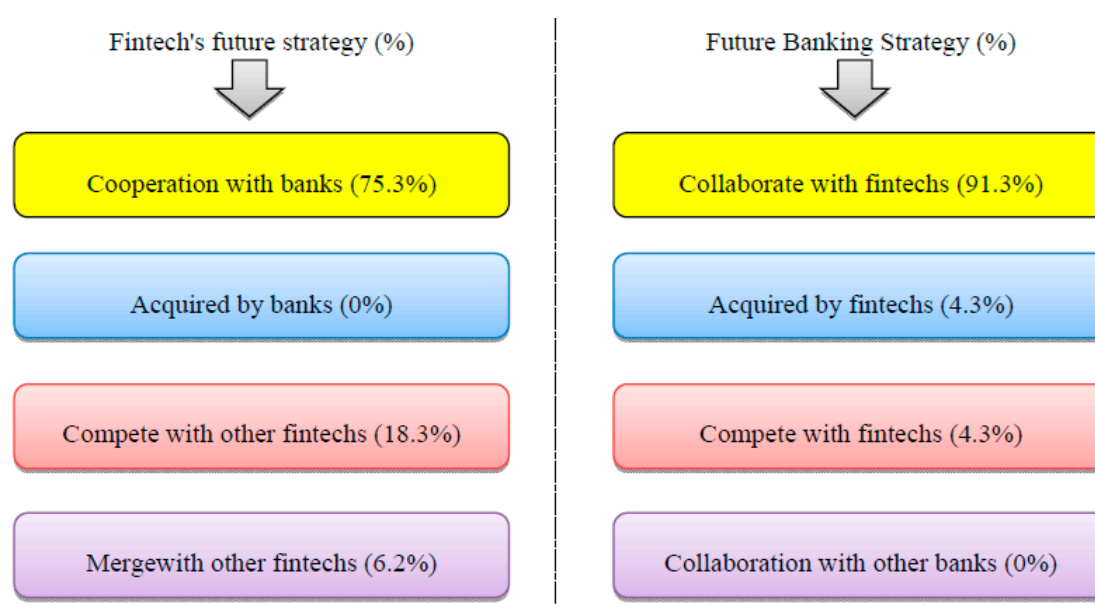 Fintech's future strategy (%)
Cooperation with banks (75.3%)
Acquired by banks (0%)
Compete with other fintechs (18.3%)
Mergewith other fintechs (6.2%)
Future Banking Strategy (%)
Collaborate with fintechs (91.3%)
Acquired by fintechs (4.3%)
Compete with fintechs (4.3%)
Collaboration with other banks (0%)